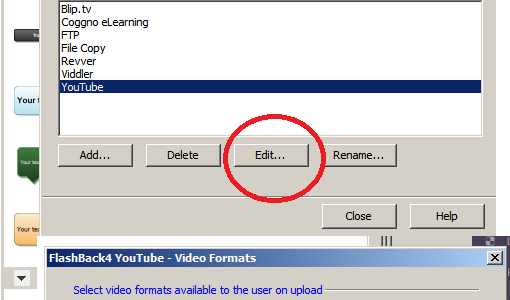 Blip.tv
Coggno eLearning
FTP
File Copy
Revver
Viddler
YouTube
Your t
Add... Delete Edit... Rename...
Your te
Your tex
Close Help
FlashBack4 YouTube - Video Formats
Select video formats available to the user on upload